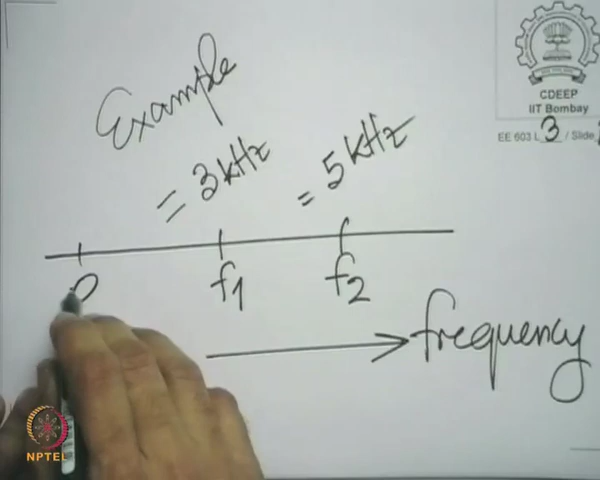 CDEEP
IIT Bombay
EE 603 L 3 / Slide
Example
= 3 kHz
= 5 kHz
0
f1
f2
frequency
NPTEL